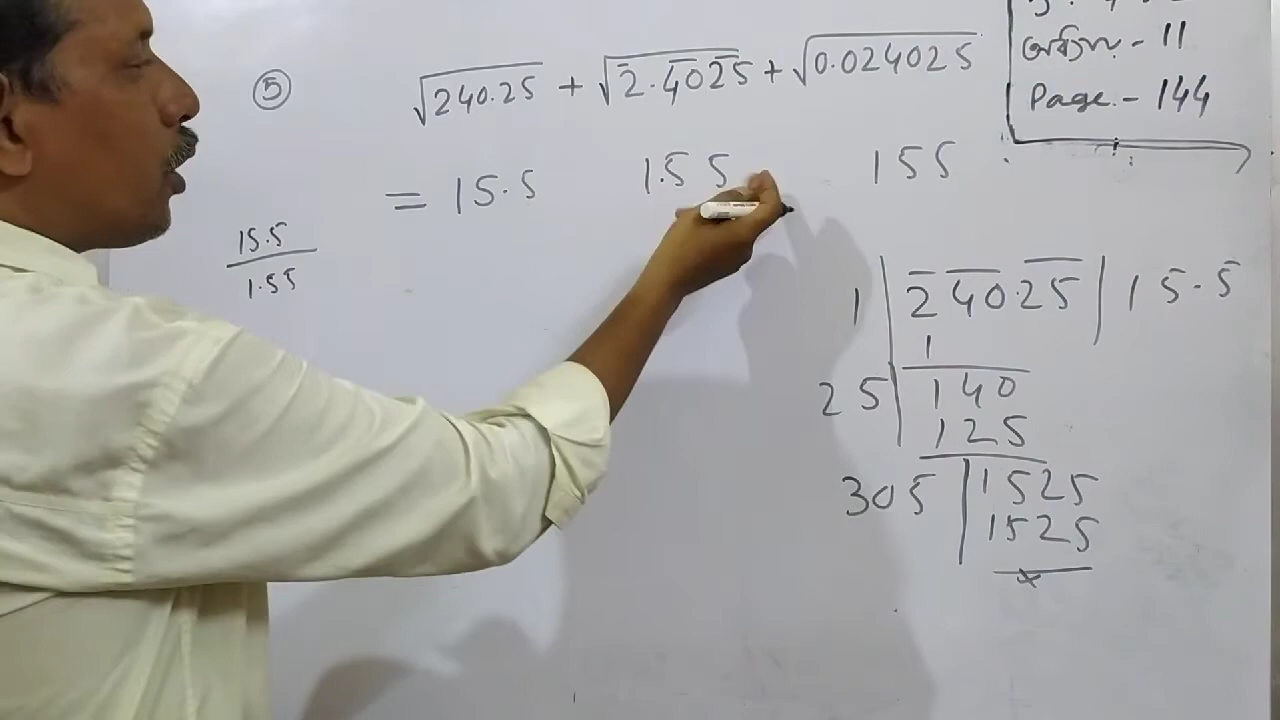 ⑤ √240.25 + √2.4025 + √0.024025
11
Page - 144
= 15.5 1.55 155
15.5
1.55
1 | 2 40.25 | 15.5
1
25 | 140
125
305 | 1525
1525
×